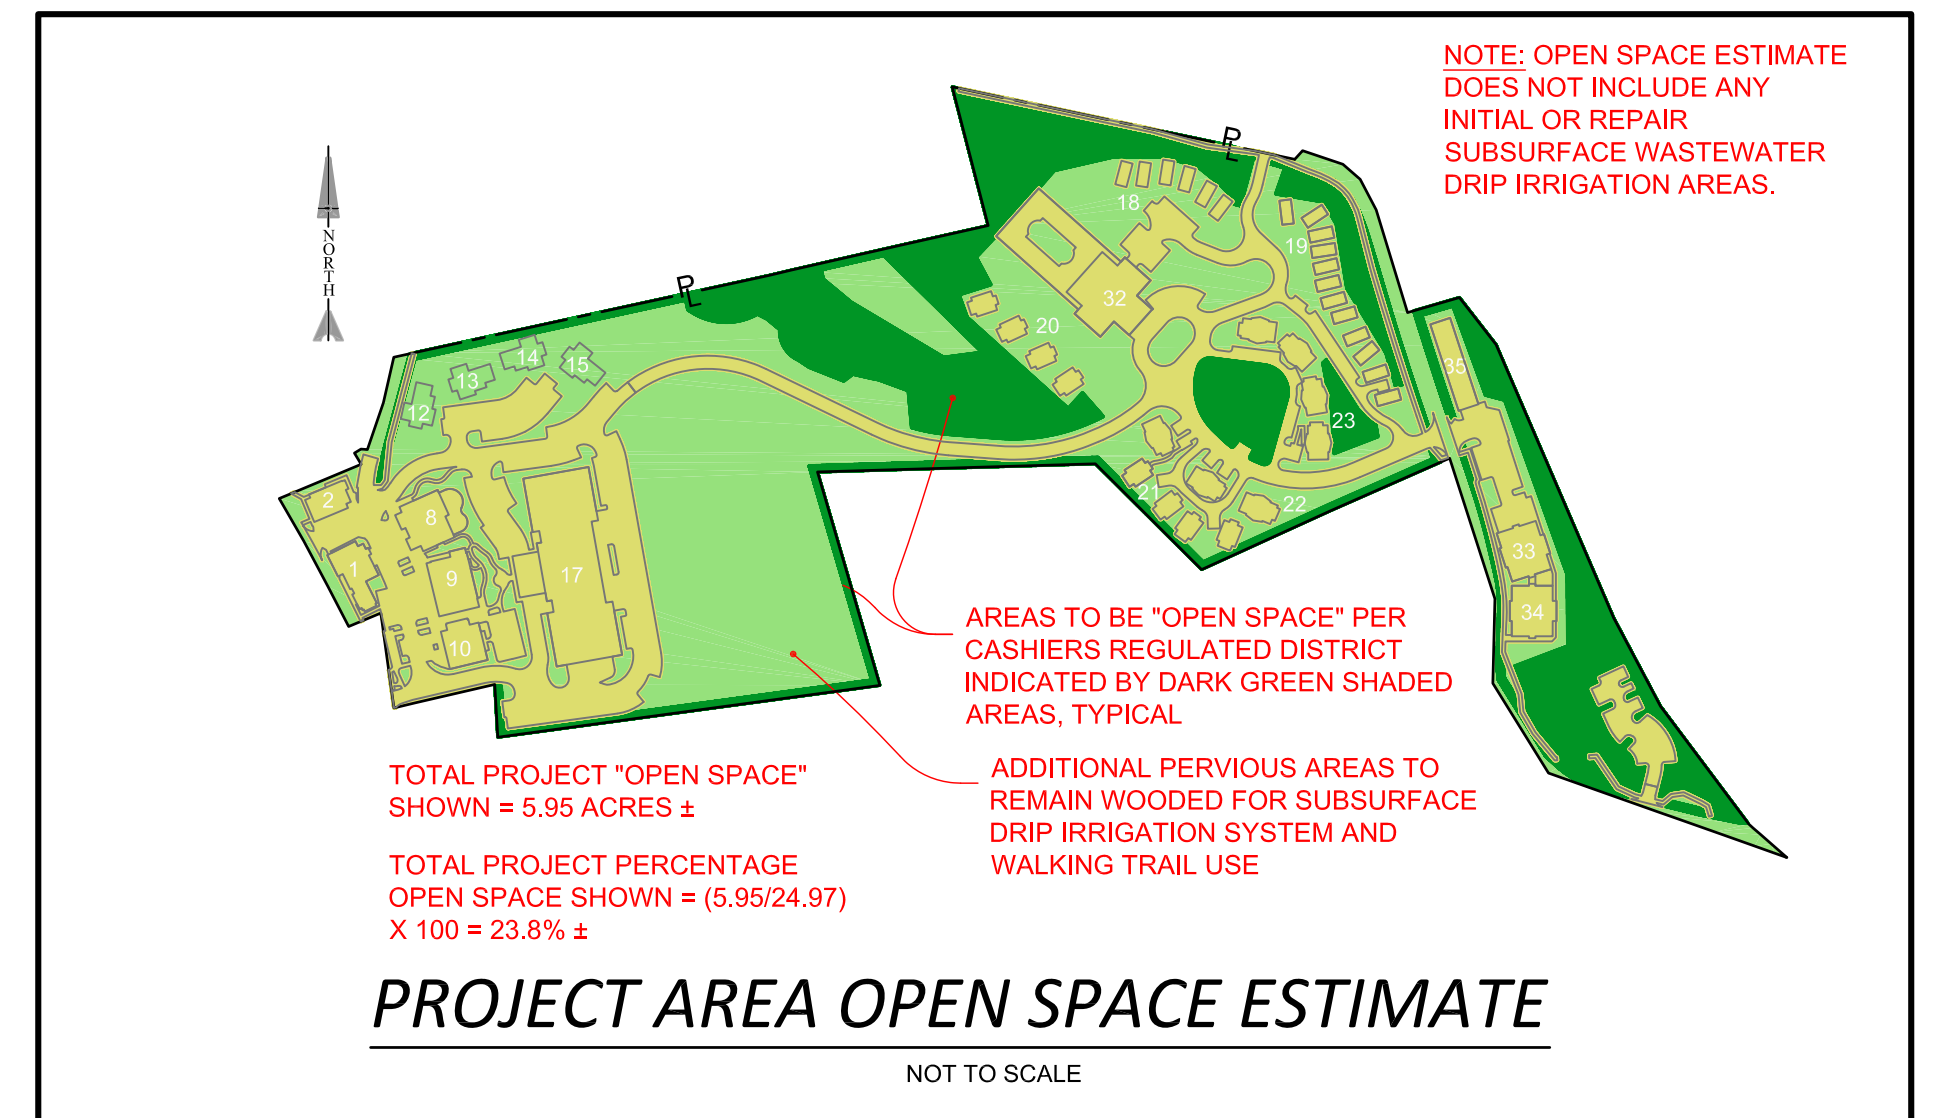 NOTE: OPEN SPACE ESTIMATE
DOES NOT INCLUDE ANY
INITIAL OR REPAIR
SUBSURFACE WASTEWATER
DRIP IRRIGATION AREAS.
PL
NORTH
18
19
PL
32
20
35
14
15
13
12
23
2
21
22
8
33
1
9
17
34
10
AREAS TO BE "OPEN SPACE" PER
CASHIERS REGULATED DISTRICT
INDICATED BY DARK GREEN SHADED
AREAS, TYPICAL
ADDITIONAL PERVIOUS AREAS TO
REMAIN WOODED FOR SUBSURFACE
DRIP IRRIGATION SYSTEM AND
WALKING TRAIL USE
TOTAL PROJECT "OPEN SPACE"
SHOWN = 5.95 ACRES ±
TOTAL PROJECT PERCENTAGE
OPEN SPACE SHOWN = (5.95/24.97)
X 100 = 23.8% ±
PROJECT AREA OPEN SPACE ESTIMATE
NOT TO SCALE